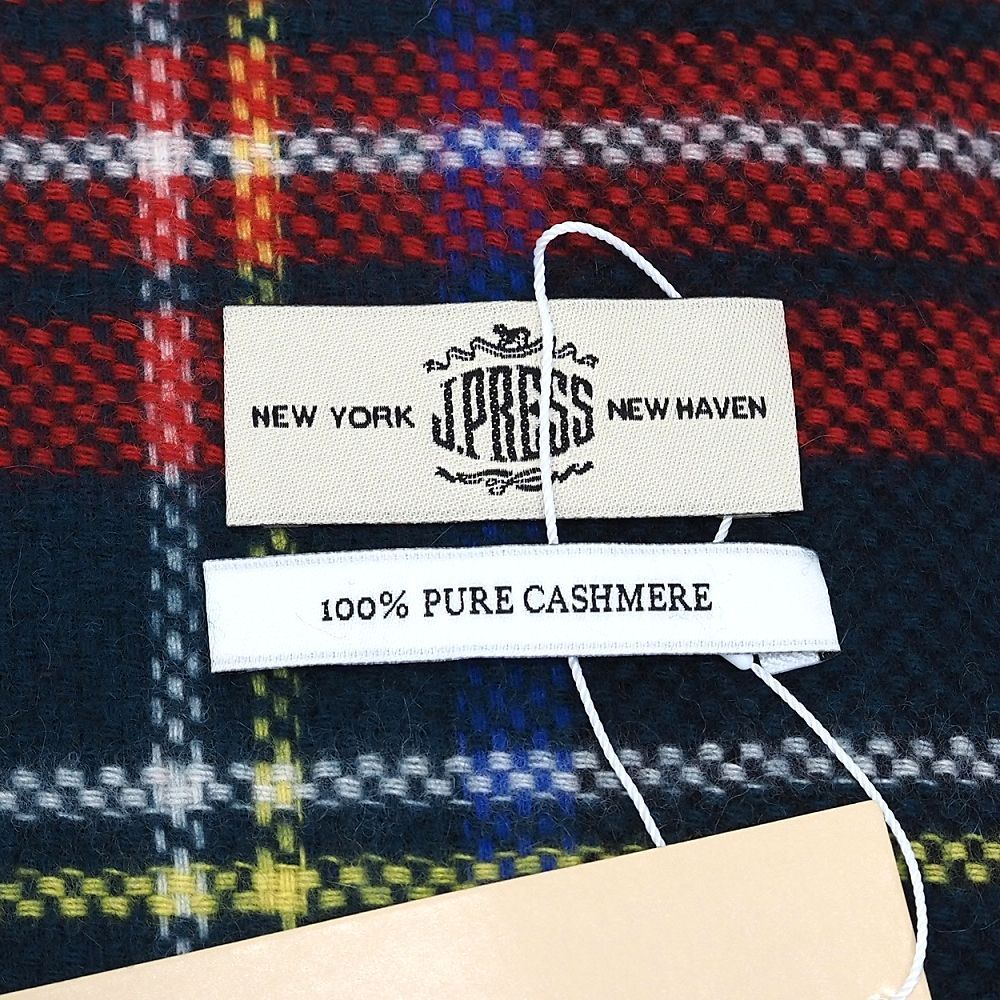 NEW YORK J.PRESS NEW HAVEN
100% PURE CASHMERE